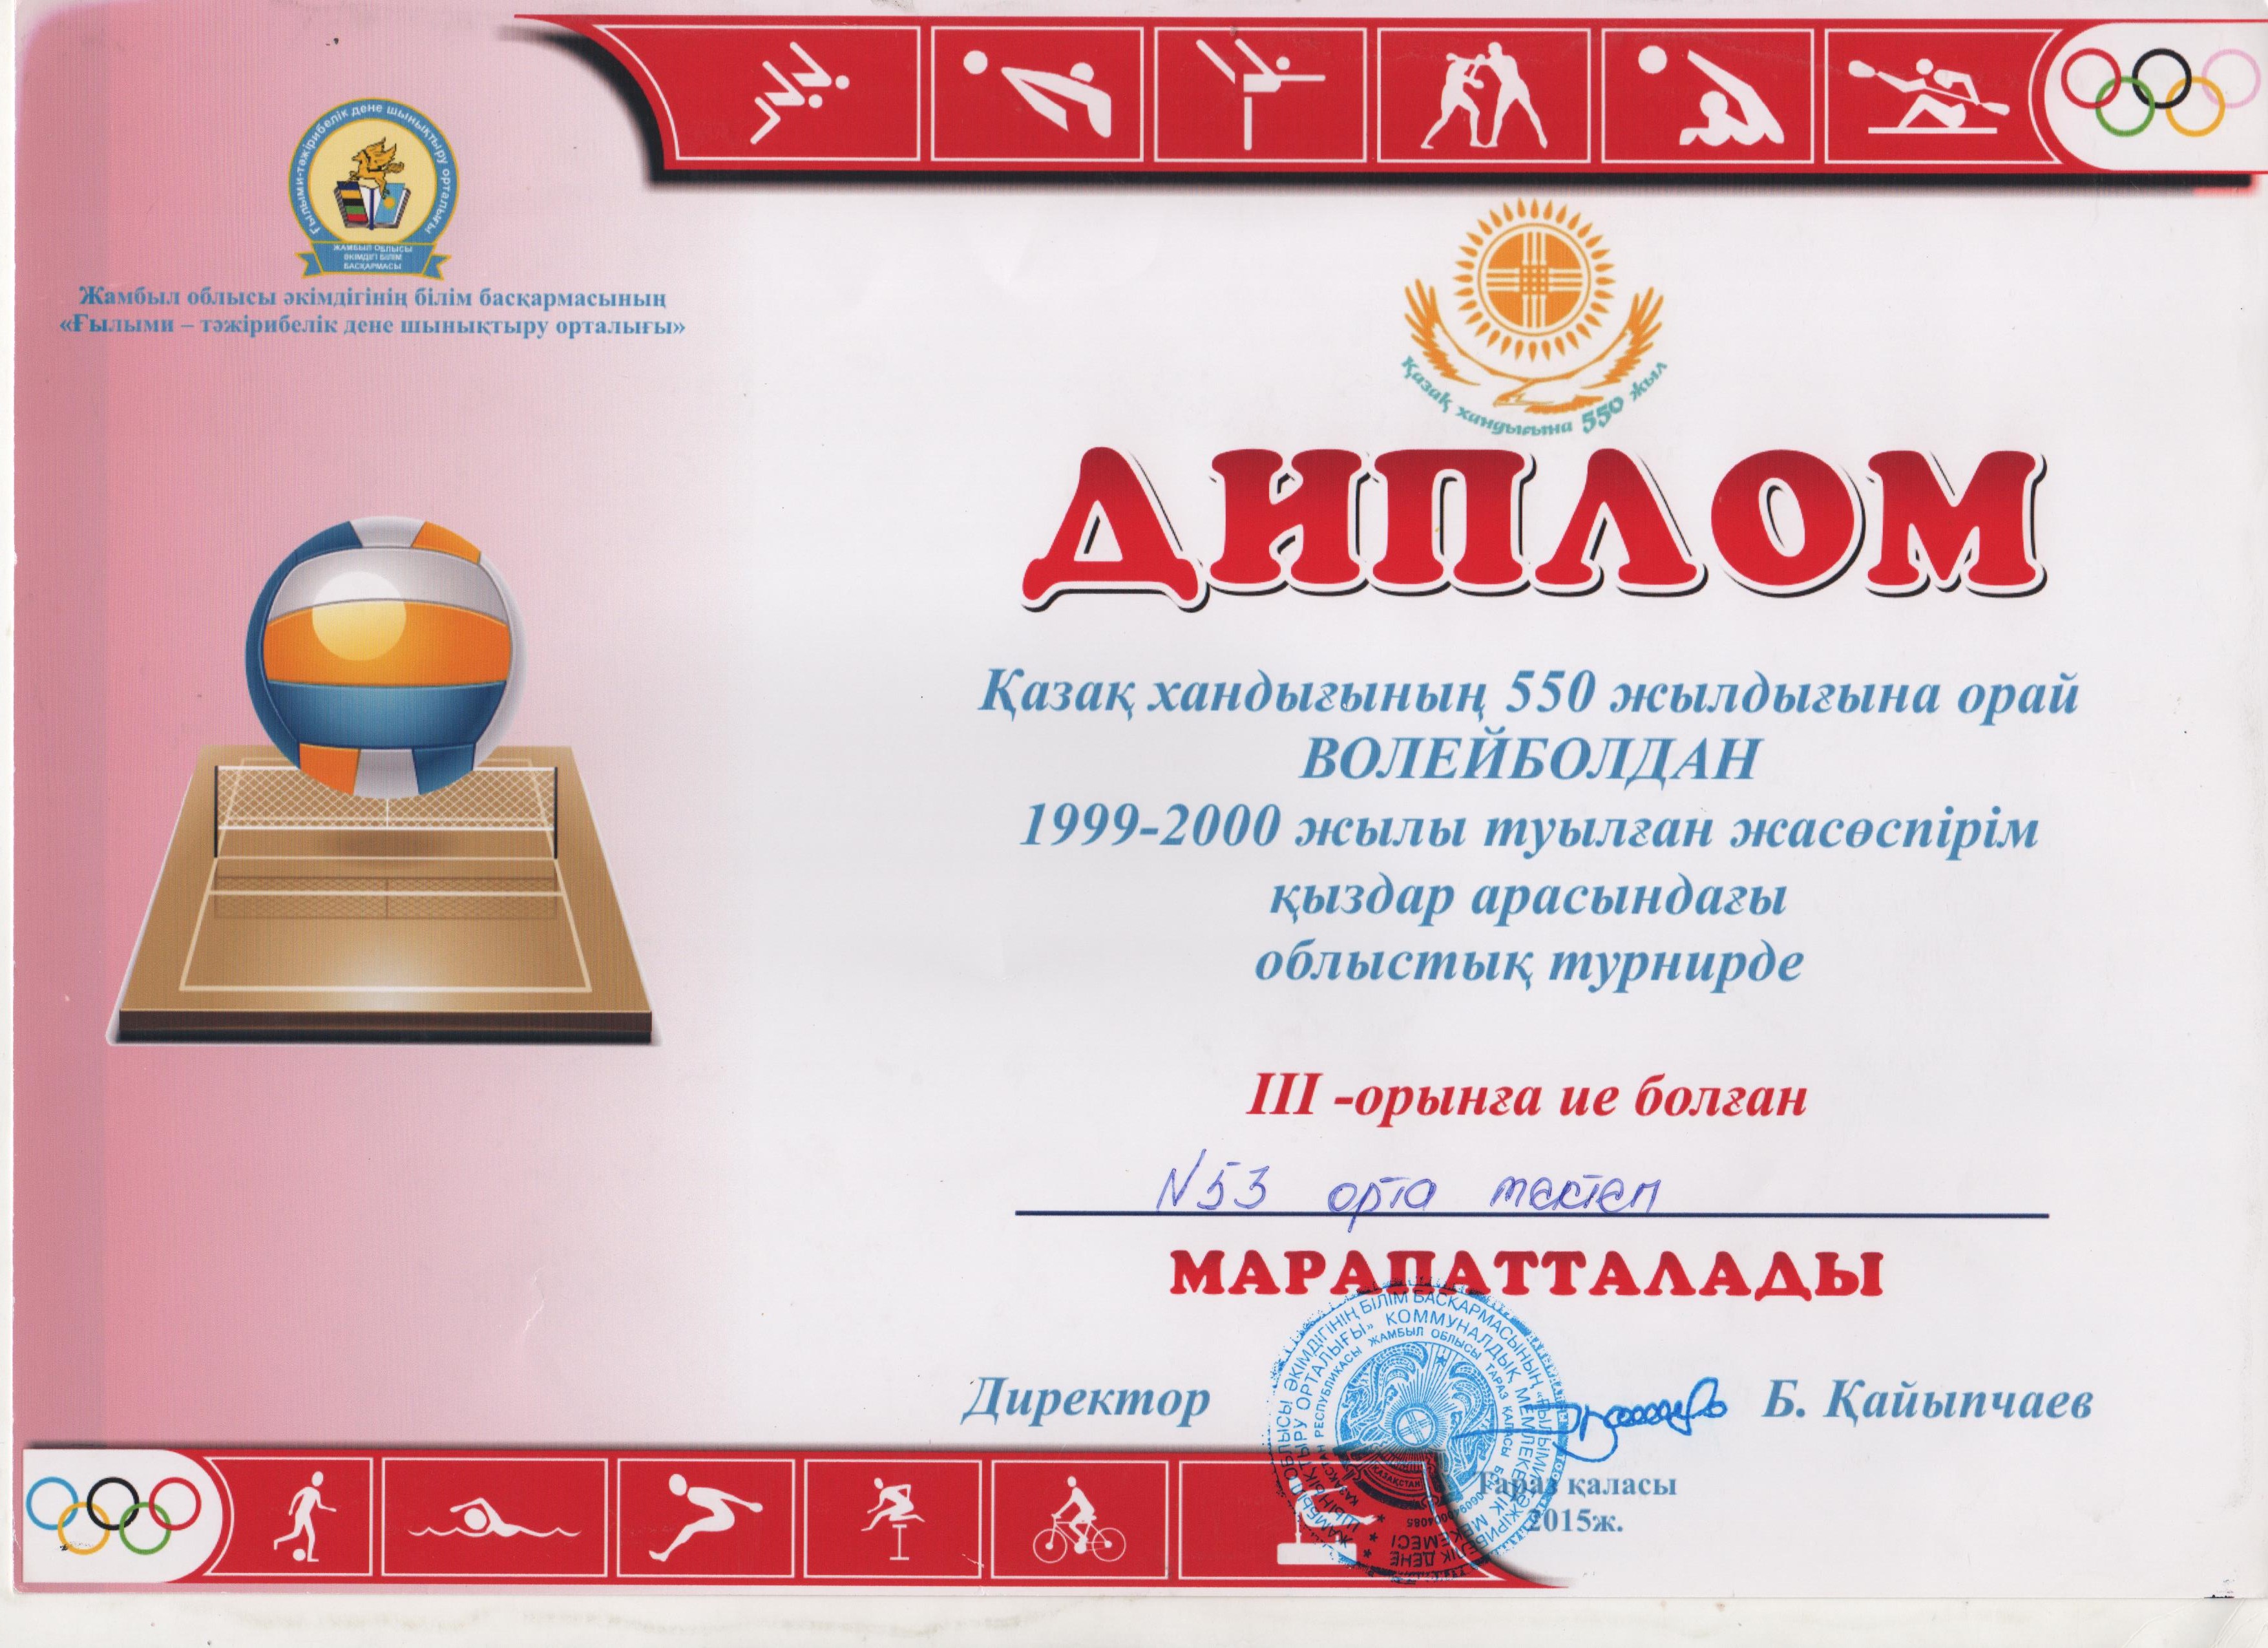 Ғылыми-тәжірибелік дене шынықтыру орталығы
ЖАМБЫЛ ОБЛЫСЫ
ӘКІМДІГІ БІЛІМ
БАСҚАРМАСЫ
Жамбыл облысы әкімдігінің білім басқармасының
«Ғылыми – тәжірибелік дене шынықтыру орталығы»
Қазақ хандығына 550 жыл
ДИПЛОМ
Қазақ хандығының 550 жылдығына орай
ВОЛЕЙБОЛДАН
1999-2000 жылы туылған жасөспірім
қыздар арасындағы
облыстық турнирде
III -орынға ие болған
N53 орта мектеп
МАРАПАТТАЛАДЫ
Директор
Б. Қайыпчаев
ЖАМБЫЛ ОБЛЫСЫ ӘКІМДІГІНІҢ БІЛІМ БАСҚАРМАСЫНЫҢ «ҒЫЛЫМИ-ТӘЖІРИБЕЛІК ДЕНЕ
ШЫНЫҚТЫРУ ОРТАЛЫҒЫ» КОММУНАЛДЫҚ МЕМЛЕКЕТТІК МЕКЕМЕСІ
ҚАЗАҚСТАН РЕСПУБЛИКАСЫ ЖАМБЫЛ ОБЛЫСЫ ТАРАЗ ҚАЛАСЫ
ҚАЗАҚСТАН
Тараз қаласы
2015ж.